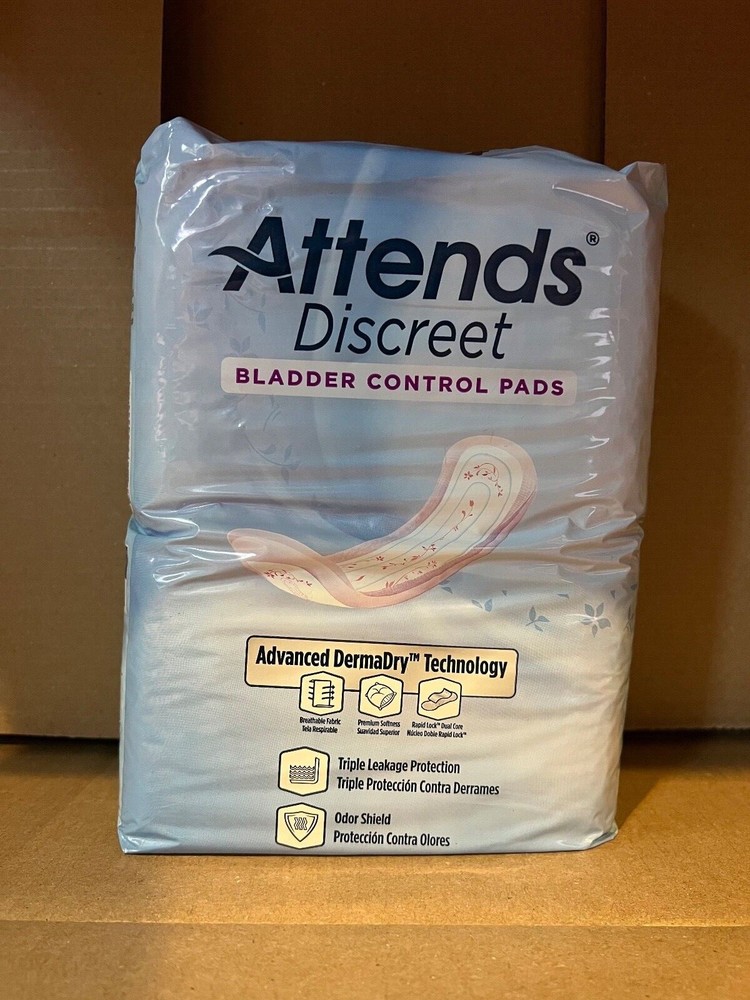 Attends®
Discreet
BLADDER CONTROL PADS
Advanced DermaDry™ Technology
Breathable Fabric
Tela Respirable
Premium Softness
Suavidad Superior
Rapid Lock™ Dual Core
Núcleo Doble Rapid Lock™
Triple Leakage Protection
Triple Protección Contra Derrames
Odor Shield
Protección Contra Olores